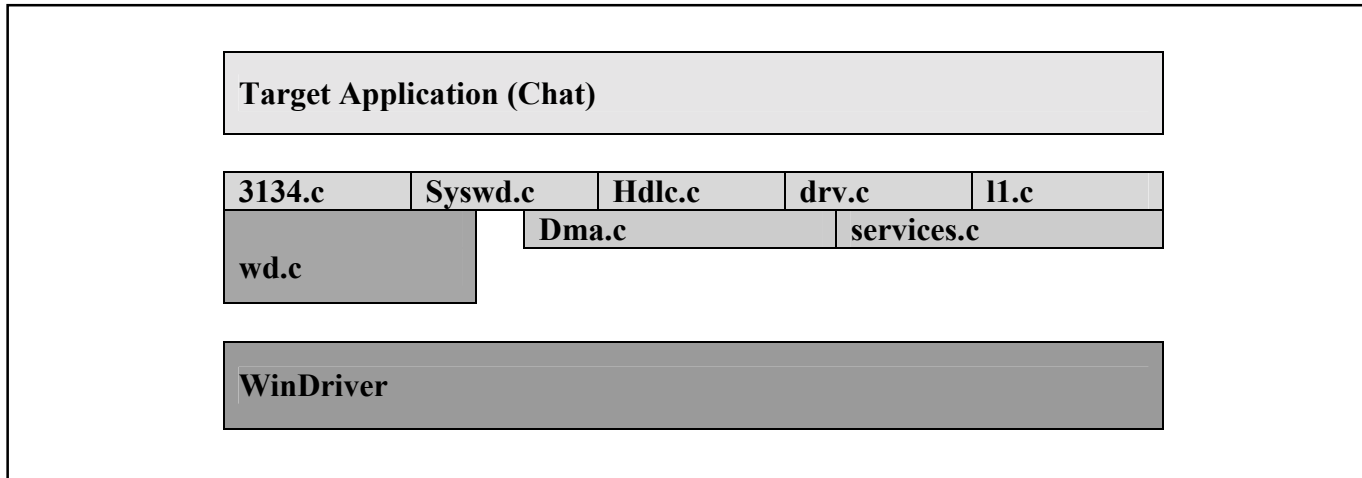 Target Application (Chat)
3134.c Syswd.c Hdlc.c drv.c l1.c
Dma.c services.c
wd.c
WinDriver